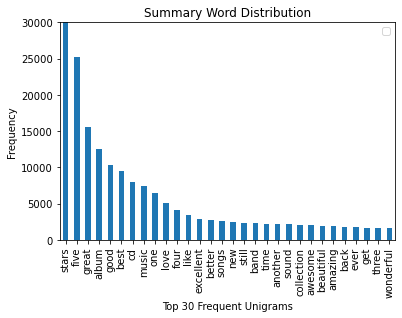 Summary Word Distribution
30000
25000
20000
15000
10000
5000
0
Frequency
stars
five
great
album
good
best
cd
music
one
love
four
like
excellent
better
songs
new
still
band
time
another
sound
collection
awesome
beautiful
amazing
back
ever
get
three
wonderful
Top 30 Frequent Unigrams